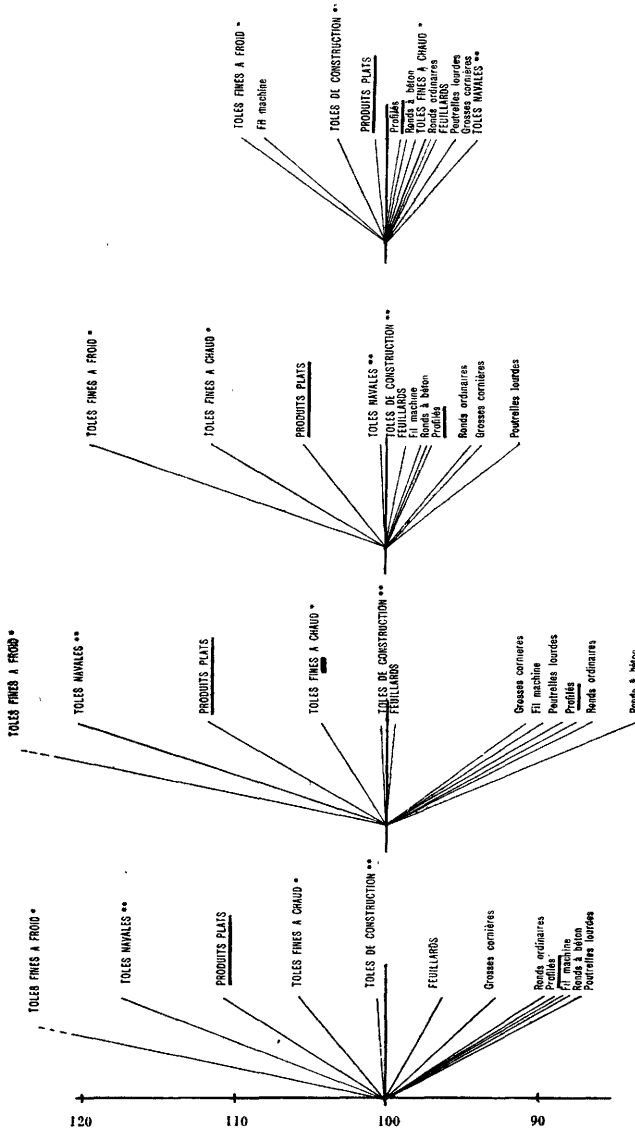 TOLES FINES A FROID *
Fil machine
TOLES DE CONSTRUCTION **
PRODUITS PLATS
Profilés
Ronds à béton
TOLES FINES A CHAUD *
Ronds ordinaires
FEUILLARDS
Poutrelles lourdes
Grosses cornières
TOLES NAVALES **
TOLES FINES A FROID *
TOLES FINES A CHAUD *
PRODUITS PLATS
TOLES NAVALES **
TOLES DE CONSTRUCTION **
FEUILLARDS
Fil machine
Ronds à béton
Profilés
Ronds ordinaires
Grosses cornières
Poutrelles lourdes
TOLES FINES A FROID *
TOLES NAVALES **
PRODUITS PLATS
TOLES FINES A CHAUD *
TOLES DE CONSTRUCTION **
FEUILLARDS
Grosses cornières
Fil machine
Poutrelles lourdes
Profilés
Ronds ordinaires
Ronds à béton
TOLES FINES A FROID *
TOLES NAVALES **
PRODUITS PLATS
TOLES FINES A CHAUD *
TOLES DE CONSTRUCTION **
FEUILLARDS
Grosses cornières
Ronds ordinaires
Profilés
Fil machine
Ronds à béton
Poutrelles lourdes
120
110
100
90